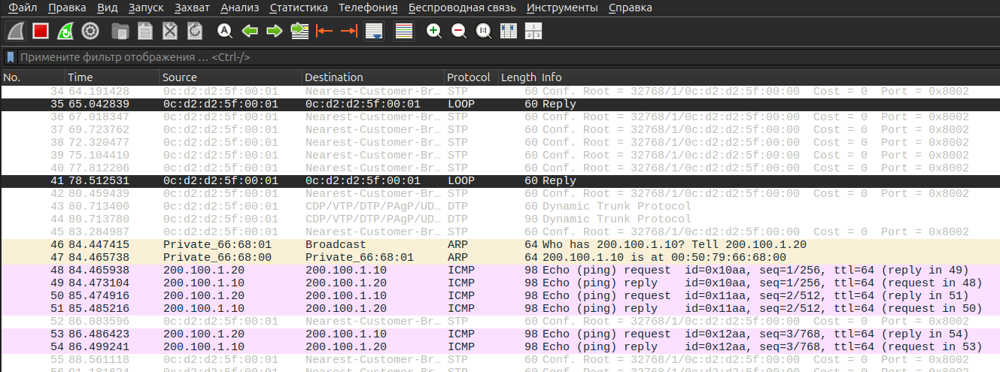 Файл Правка Вид Запуск Захват Анализ Статистика Телефония Беспроводная связь Инструменты Справка
Примените фильтр отображения … <Ctrl-/>
No. Time Source Destination Protocol Length Info
34 64.191428 0c:d2:d2:5f:00:01 Nearest-Customer-Br… STP 60 Conf. Root = 32768/1/0c:d2:d2:5f:00:00 Cost = 0 Port = 0x8002
35 65.042839 0c:d2:d2:5f:00:01 0c:d2:d2:5f:00:01 LOOP 60 Reply
36 67.018347 0c:d2:d2:5f:00:01 Nearest-Customer-Br… STP 60 Conf. Root = 32768/1/0c:d2:d2:5f:00:00 Cost = 0 Port = 0x8002
37 69.723762 0c:d2:d2:5f:00:01 Nearest-Customer-Br… STP 60 Conf. Root = 32768/1/0c:d2:d2:5f:00:00 Cost = 0 Port = 0x8002
38 72.320477 0c:d2:d2:5f:00:01 Nearest-Customer-Br… STP 60 Conf. Root = 32768/1/0c:d2:d2:5f:00:00 Cost = 0 Port = 0x8002
39 75.104410 0c:d2:d2:5f:00:01 Nearest-Customer-Br… STP 60 Conf. Root = 32768/1/0c:d2:d2:5f:00:00 Cost = 0 Port = 0x8002
40 77.812206 0c:d2:d2:5f:00:01 Nearest-Customer-Br… STP 60 Conf. Root = 32768/1/0c:d2:d2:5f:00:00 Cost = 0 Port = 0x8002
41 78.512531 0c:d2:d2:5f:00:01 0c:d2:d2:5f:00:01 LOOP 60 Reply
42 80.459439 0c:d2:d2:5f:00:01 Nearest-Customer-Br… STP 60 Conf. Root = 32768/1/0c:d2:d2:5f:00:00 Cost = 0 Port = 0x8002
43 80.713400 0c:d2:d2:5f:00:01 CDP/VTP/DTP/PAgP/UD… DTP 60 Dynamic Trunk Protocol
44 80.713780 0c:d2:d2:5f:00:01 CDP/VTP/DTP/PAgP/UD… DTP 90 Dynamic Trunk Protocol
45 83.284987 0c:d2:d2:5f:00:01 Nearest-Customer-Br… STP 60 Conf. Root = 32768/1/0c:d2:d2:5f:00:00 Cost = 0 Port = 0x8002
46 84.447415 Private_66:68:01 Broadcast ARP 64 Who has 200.100.1.10? Tell 200.100.1.20
47 84.465738 Private_66:68:00 Private_66:68:01 ARP 64 200.100.1.10 is at 00:50:79:66:68:00
48 84.465938 200.100.1.20 200.100.1.10 ICMP 98 Echo (ping) request id=0x10aa, seq=1/256, ttl=64 (reply in 49)
49 84.473104 200.100.1.10 200.100.1.20 ICMP 98 Echo (ping) reply id=0x10aa, seq=1/256, ttl=64 (request in 48)
50 85.474916 200.100.1.20 200.100.1.10 ICMP 98 Echo (ping) request id=0x11aa, seq=2/512, ttl=64 (reply in 51)
51 85.485216 200.100.1.10 200.100.1.20 ICMP 98 Echo (ping) reply id=0x11aa, seq=2/512, ttl=64 (request in 50)
52 86.083596 0c:d2:d2:5f:00:01 Nearest-Customer-Br… STP 60 Conf. Root = 32768/1/0c:d2:d2:5f:00:00 Cost = 0 Port = 0x8002
53 86.486423 200.100.1.20 200.100.1.10 ICMP 98 Echo (ping) request id=0x12aa, seq=3/768, ttl=64 (reply in 54)
54 86.499241 200.100.1.10 200.100.1.20 ICMP 98 Echo (ping) reply id=0x12aa, seq=3/768, ttl=64 (request in 53)
55 88.561118 0c:d2:d2:5f:00:01 Nearest-Customer-Br… STP 60 Conf. Root = 32768/1/0c:d2:d2:5f:00:00 Cost = 0 Port = 0x8002